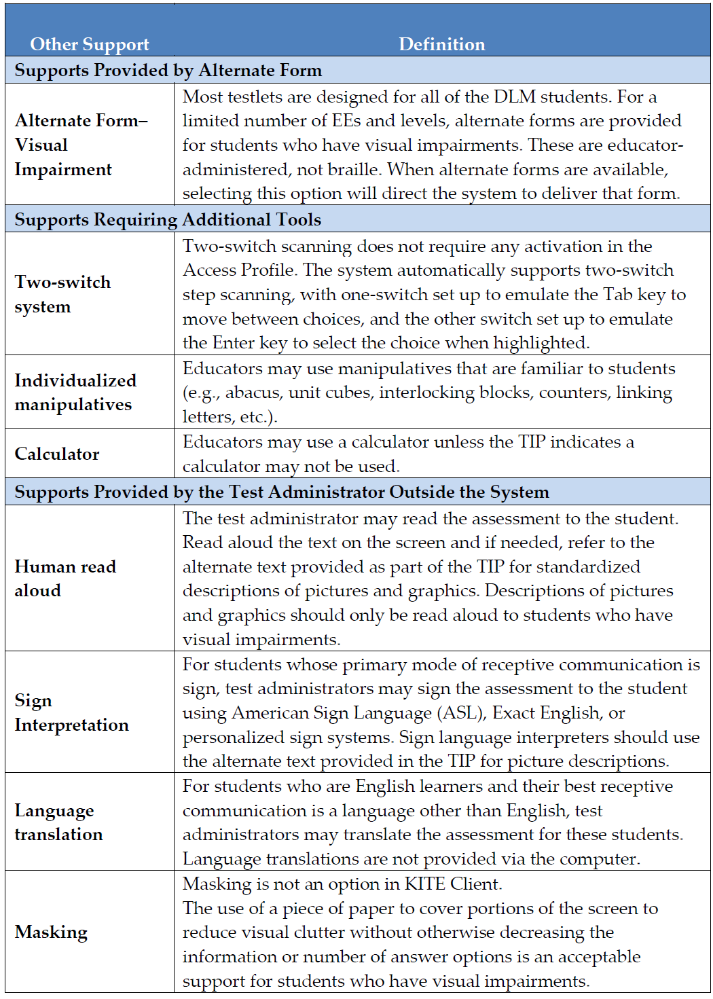 Other Support
Definition
Supports Provided by Alternate Form
Alternate Form–
Visual
Impairment
Most testlets are designed for all of the DLM students. For a
limited number of EEs and levels, alternate forms are provided
for students who have visual impairments. These are educator-
administered, not braille. When alternate forms are available,
selecting this option will direct the system to deliver that form.
Supports Requiring Additional Tools
Two-switch
system
Two-switch scanning does not require any activation in the
Access Profile. The system automatically supports two-switch
step scanning, with one-switch set up to emulate the Tab key to
move between choices, and the other switch set up to emulate
the Enter key to select the choice when highlighted.
Individualized
manipulatives
Educators may use manipulatives that are familiar to students
(e.g., abacus, unit cubes, interlocking blocks, counters, linking
letters, etc.).
Calculator
Educators may use a calculator unless the TIP indicates a
calculator may not be used.
Supports Provided by the Test Administrator Outside the System
Human read
aloud
The test administrator may read the assessment to the student.
Read aloud the text on the screen and if needed, refer to the
alternate text provided as part of the TIP for standardized
descriptions of pictures and graphics. Descriptions of pictures
and graphics should only be read aloud to students who have
visual impairments.
Sign
Interpretation
For students whose primary mode of receptive communication is
sign, test administrators may sign the assessment to the student
using American Sign Language (ASL), Exact English, or
personalized sign systems. Sign language interpreters should use
the alternate text provided in the TIP for picture descriptions.
Language
translation
For students who are English learners and their best receptive
communication is a language other than English, test
administrators may translate the assessment for these students.
Language translations are not provided via the computer.
Masking
Masking is not an option in KITE Client.
The use of a piece of paper to cover portions of the screen to
reduce visual clutter without otherwise decreasing the
information or number of answer options is an acceptable
support for students who have visual impairments.